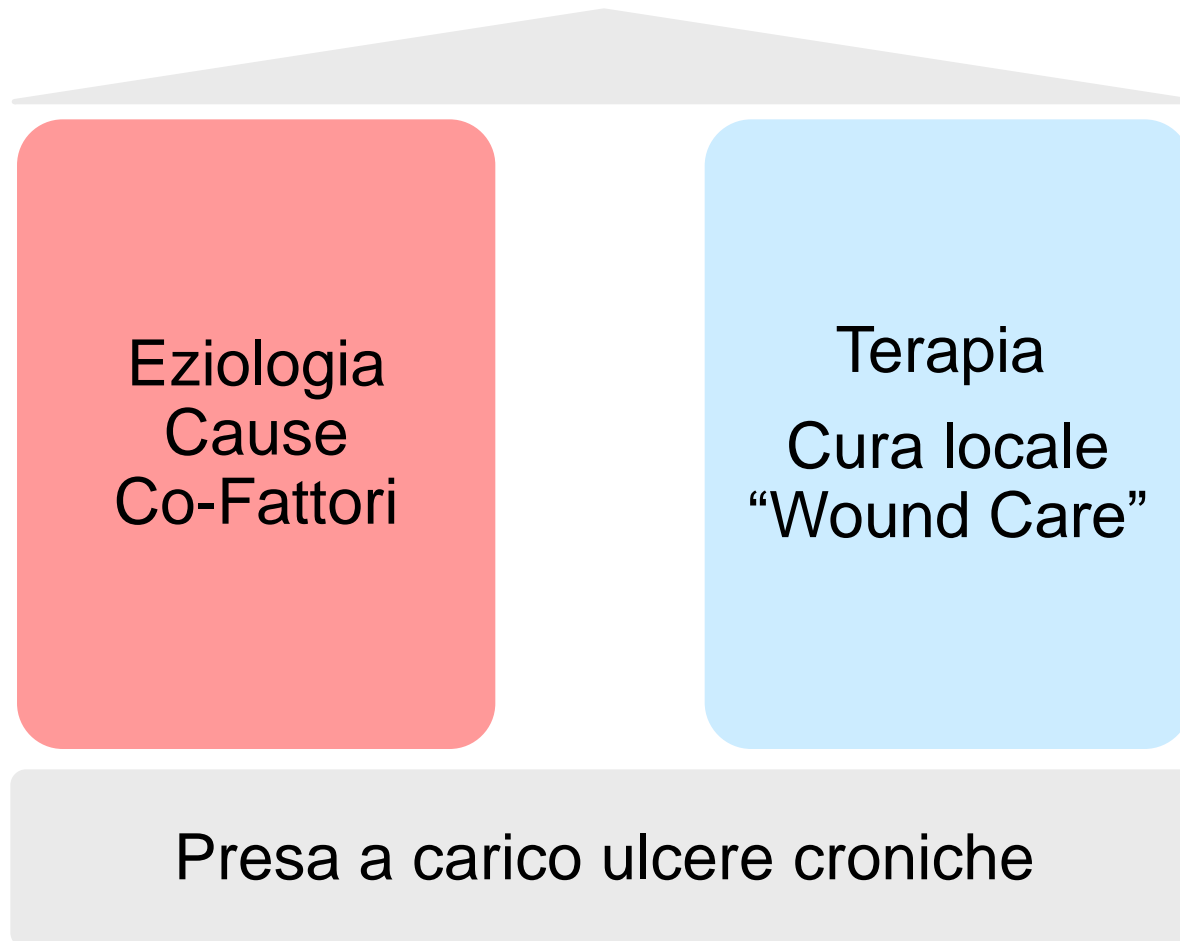 Eziologia
Cause
Co-Fattori
Terapia
Cura locale
“Wound Care”
Presa a carico ulcere croniche